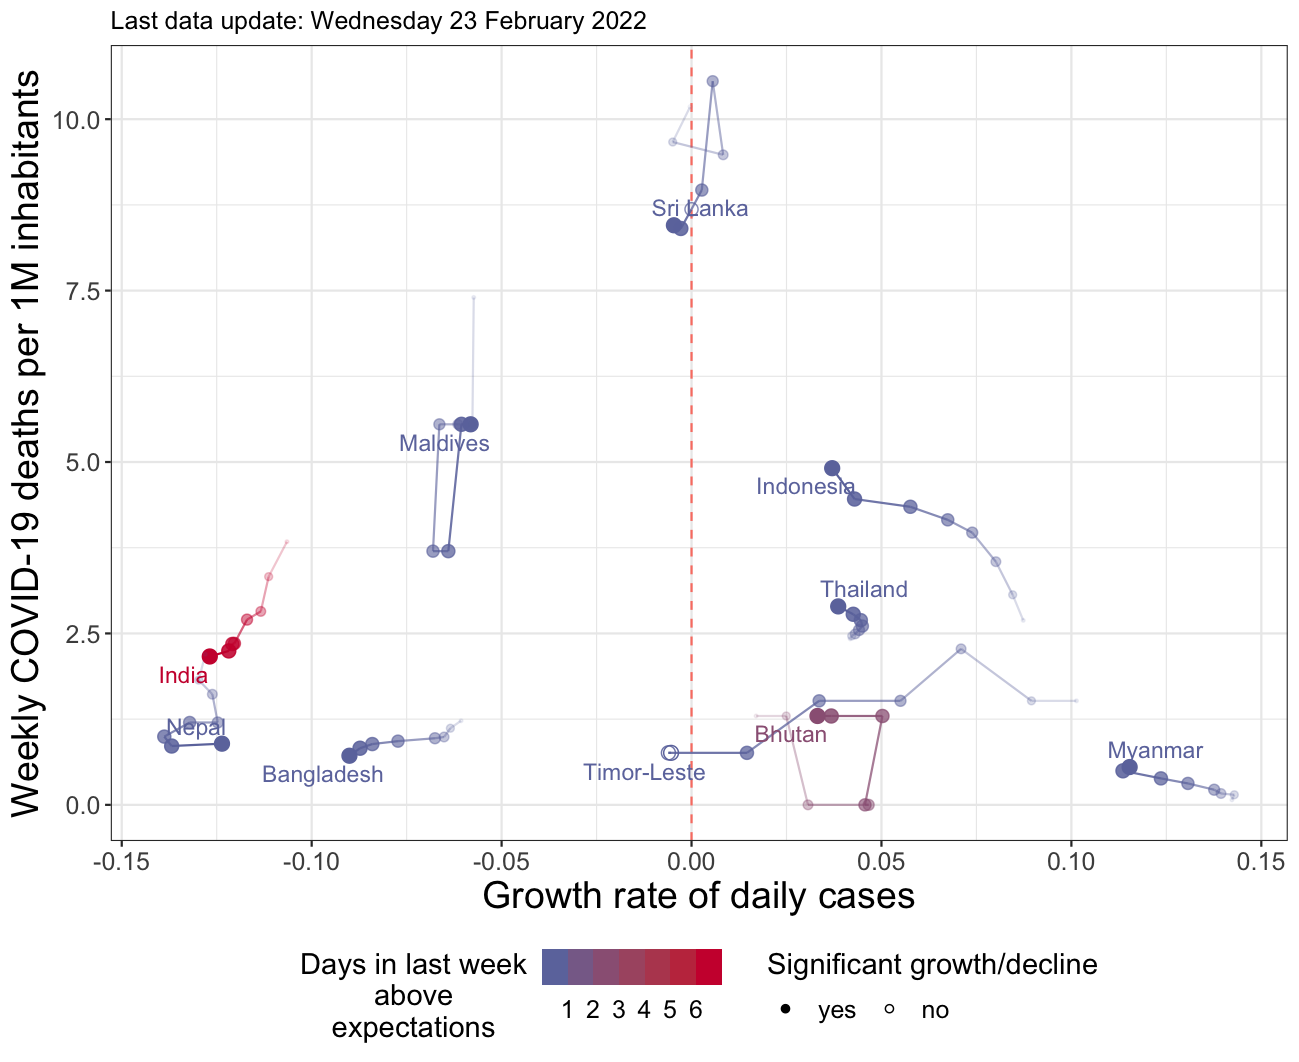 Last data update: Wednesday 23 February 2022
Weekly COVID-19 deaths per 1M inhabitants
10.0
7.5
5.0
2.5
0.0
Sri Lanka
Maldives
Indonesia
Thailand
India
Nepal
Bhutan
Bangladesh
Timor-Leste
Myanmar
-0.15 -0.10 -0.05 0.00 0.05 0.10 0.15
Growth rate of daily cases
Days in last week
above
expectations
1 2 3 4 5 6
Significant growth/decline
yes no